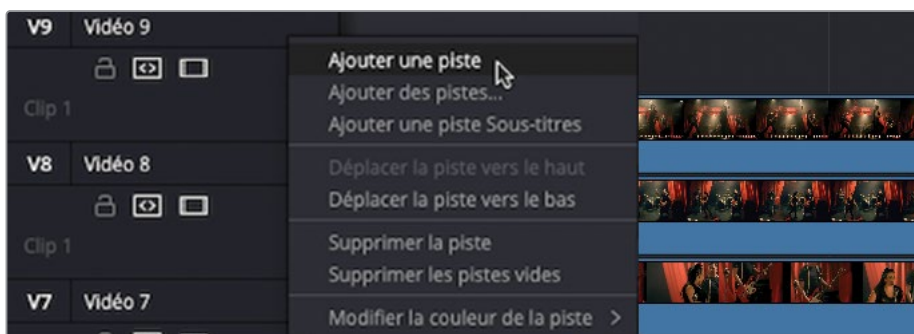 V9 Vidéo 9
Clip 1
V8 Vidéo 8
Clip 1
V7 Vidéo 7
Ajouter une piste
Ajouter des pistes...
Ajouter une piste Sous-titres
Déplacer la piste vers le haut
Déplacer la piste vers le bas
Supprimer la piste
Supprimer les pistes vides
Modifier la couleur de la piste >